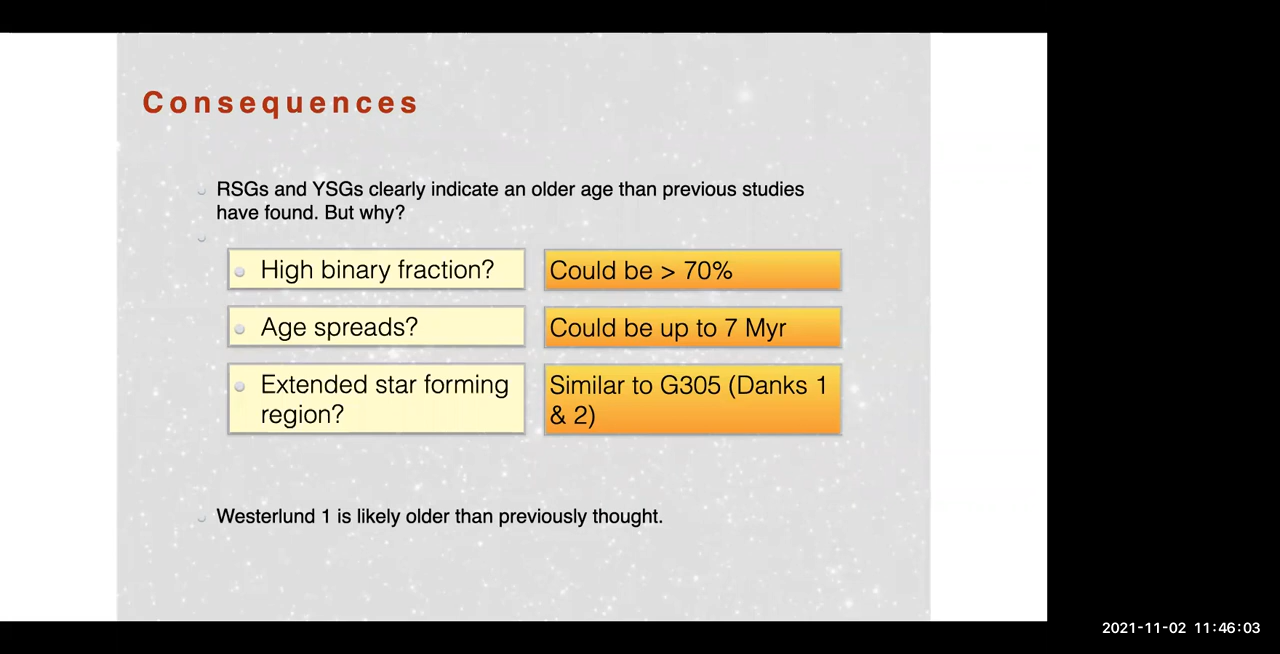 Consequences
RSGs and YSGs clearly indicate an older age than previous studies
have found. But why?
High binary fraction?
Could be > 70%
Age spreads?
Could be up to 7 Myr
Extended star forming
region?
Similar to G305 (Danks 1
& 2)
Westerlund 1 is likely older than previously thought.
2021-11-02 11:46:03